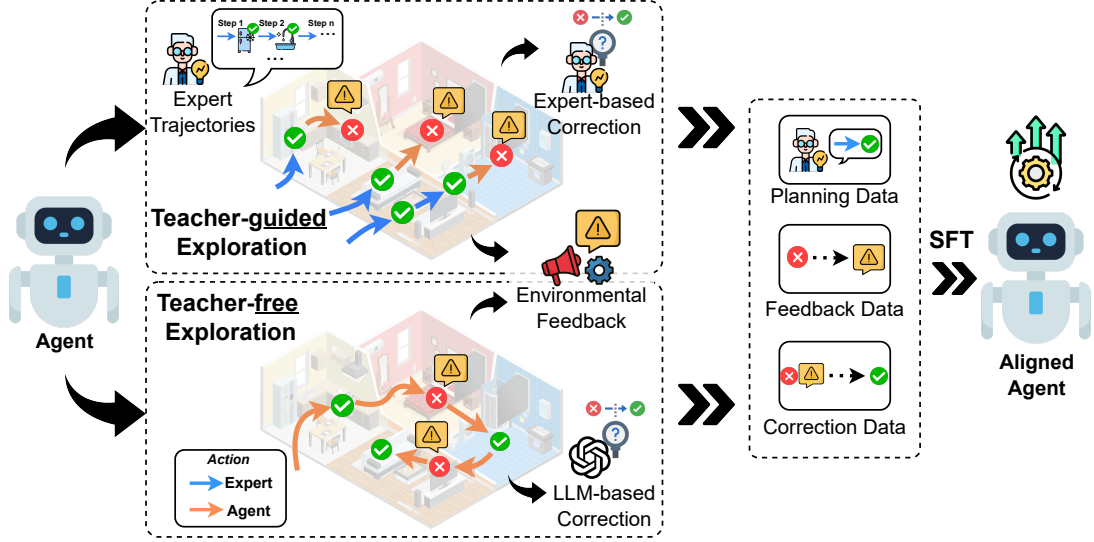 Step 1
Step 2
Step n
...
...
Expert
Trajectories
Expert-based
Correction
Teacher-guided
Exploration
Environmental
Feedback
Agent
Teacher-free
Exploration
Action
Expert
Agent
LLM-based
Correction
Planning Data
Feedback Data
Correction Data
SFT
Aligned
Agent